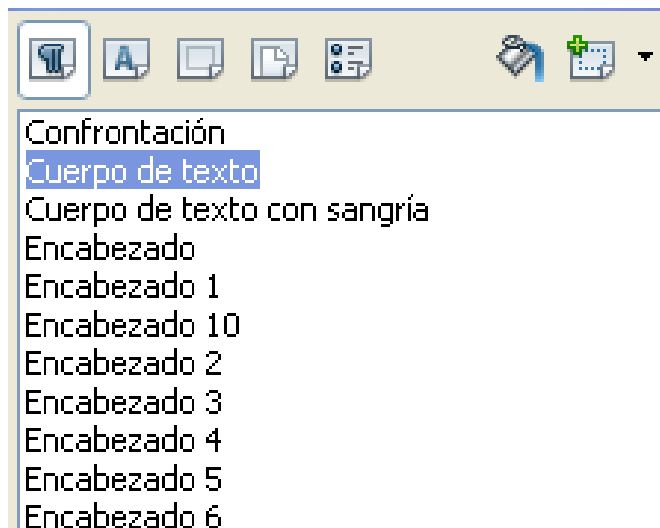 Confrontación
Cuerpo de texto
Cuerpo de texto con sangría
Encabezado
Encabezado 1
Encabezado 10
Encabezado 2
Encabezado 3
Encabezado 4
Encabezado 5
Encabezado 6